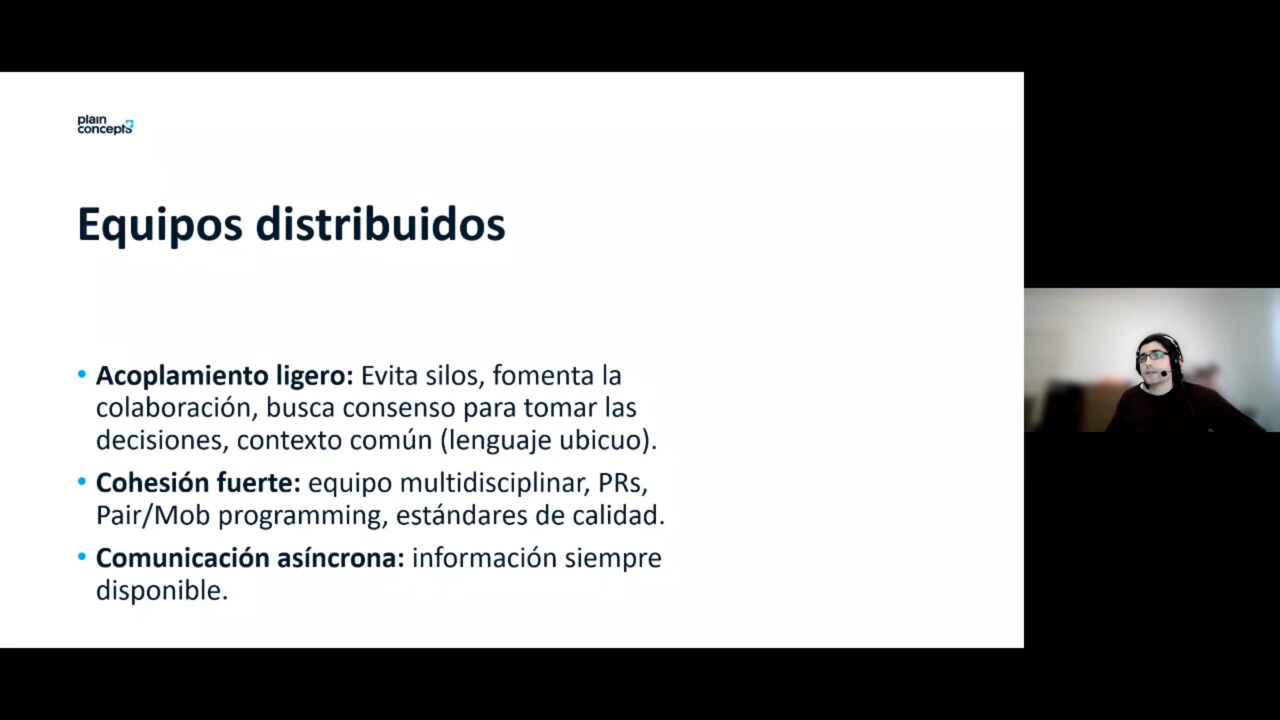 plain
concepts
Equipos distribuidos
• Acoplamiento ligero: Evita silos, fomenta la
colaboración, busca consenso para tomar las
decisiones, contexto común (lenguaje ubicuo).
• Cohesión fuerte: equipo multidisciplinar, PRs,
Pair/Mob programming, estándares de calidad.
• Comunicación asíncrona: información siempre
disponible.